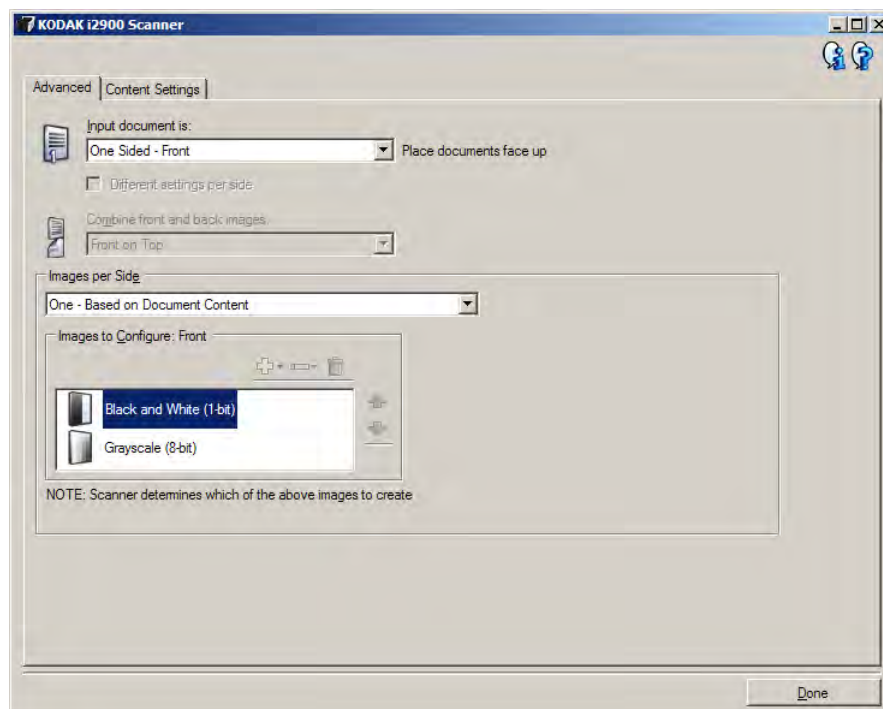 KODAK i2900 Scanner
Advanced
Content Settings
Input document is:
One Sided - Front
Place documents face up
Different settings per side
Combine front and back images
Front on Top
Images per Side
One - Based on Document Content
Images to Configure: Front
Black and White (1-bit)
Grayscale (8-bit)
NOTE: Scanner determines which of the above images to create
Done